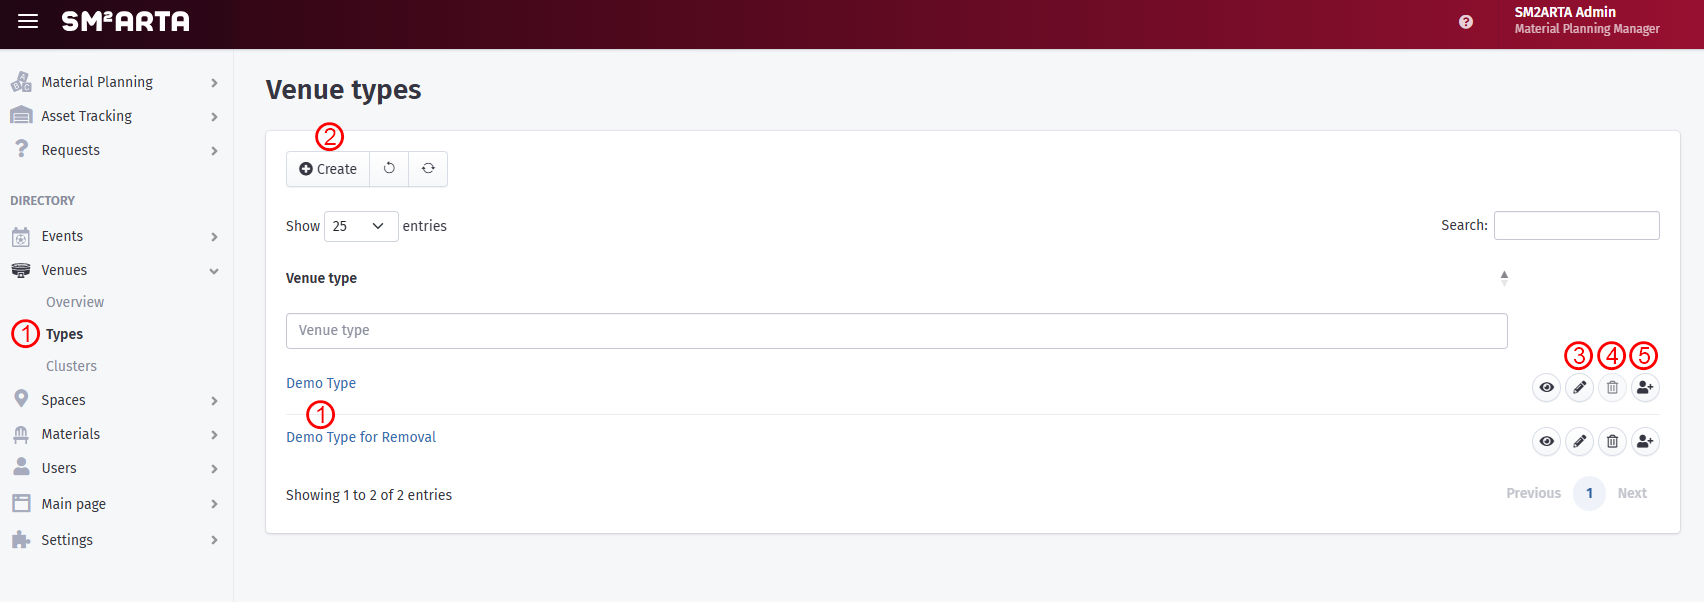 SM²ARTA
SM2ARTA Admin
Material Planning Manager
Material Planning
Asset Tracking
Requests
DIRECTORY
Events
Venues
Overview
1 Types
Clusters
Spaces
Materials
Users
Main page
Settings
Venue types
2
Create
Show 25 entries
Search:
Venue type
Venue type
3 4 5
Demo Type
1
Demo Type for Removal
Showing 1 to 2 of 2 entries
Previous 1 Next